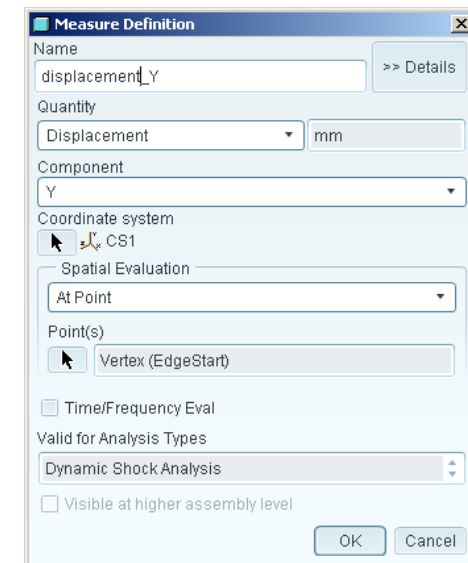 Measure Definition
Name
displacement_Y
>> Details
Quantity
Displacement
mm
Component
Y
Coordinate system
CS1
Spatial Evaluation
At Point
Point(s)
Vertex (EdgeStart)
Time/Frequency Eval
Valid for Analysis Types
Dynamic Shock Analysis
Visible at higher assembly level
OK Cancel